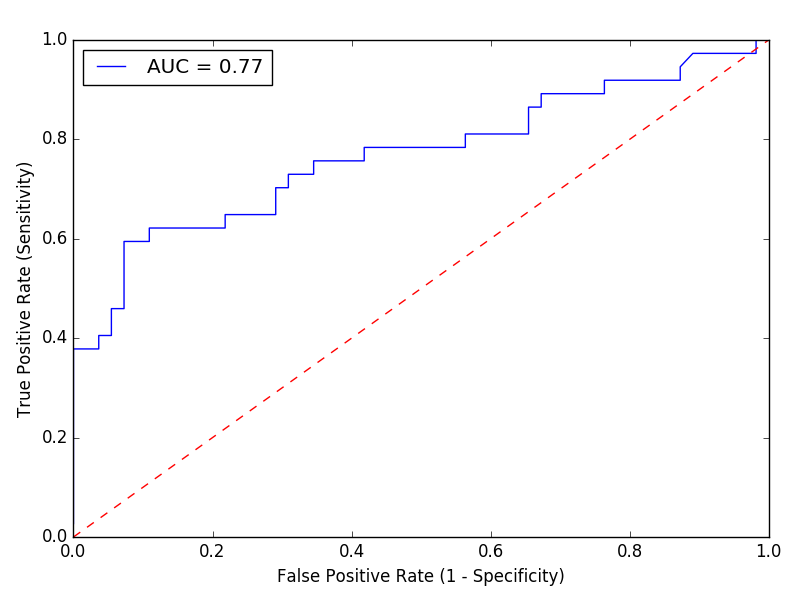 AUC = 0.77
1.0
0.8
0.6
0.4
0.2
0.0
True Positive Rate (Sensitivity)
0.0 0.2 0.4 0.6 0.8 1.0
False Positive Rate (1 - Specificity)